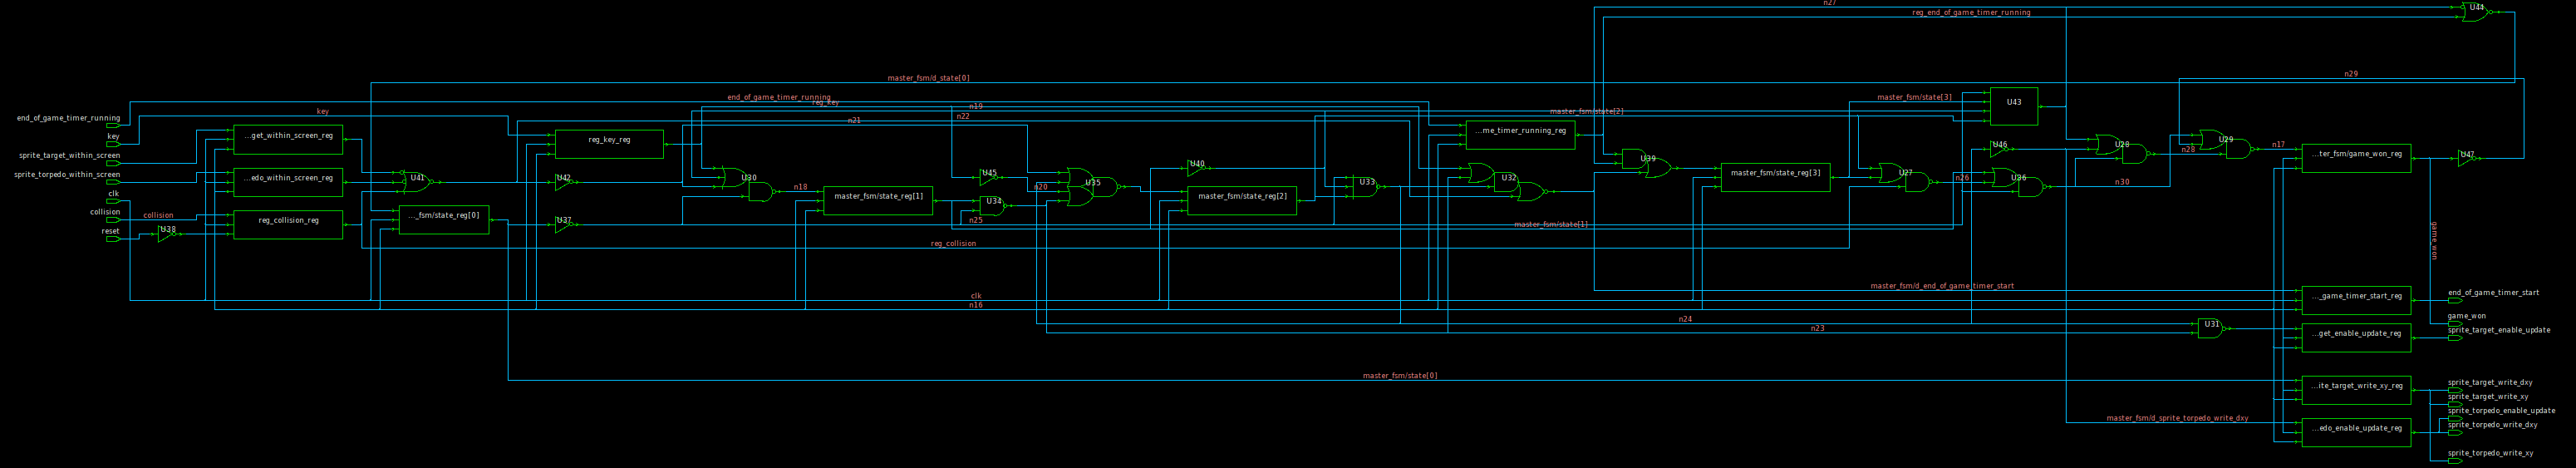 n27
U44
reg_end_of_game_timer_running
n29
master_fsm/d_state[0]
end_of_game_timer_running
reg_key
n19
master_fsm/state[3]
U43
key
master_fsm/state[2]
end_of_game_timer_running
n21
n22
key
...get_within_screen_reg
reg_key_reg
...me_timer_running_reg
U46
U28
U29
n17
n28
sprite_target_within_screen
U39
...ter_fsm/game_won_reg
U47
sprite_torpedo_within_screen
...edo_within_screen_reg
U41
U42
U30
U45
U35
U40
U33
U32
master_fsm/state_reg[3]
U27
n26
U36
n30
clk
n18
master_fsm/state_reg[1]
U34
n20
master_fsm/state_reg[2]
collision
collision
reg_collision_reg
..._fsm/state_reg[0]
U37
n25
master_fsm/state[1]
reset
U38
reg_collision
game_won
master_fsm/d_end_of_game_timer_start
clk
n16
..._game_timer_start_reg
end_of_game_timer_start
n24
n23
U31
game_won
...get_enable_update_reg
sprite_target_enable_update
master_fsm/state[0]
...ite_target_write_xy_reg
sprite_target_write_dxy
sprite_target_write_xy
master_fsm/d_sprite_torpedo_write_dxy
sprite_torpedo_enable_update
...edo_enable_update_reg
sprite_torpedo_write_dxy
sprite_torpedo_write_xy